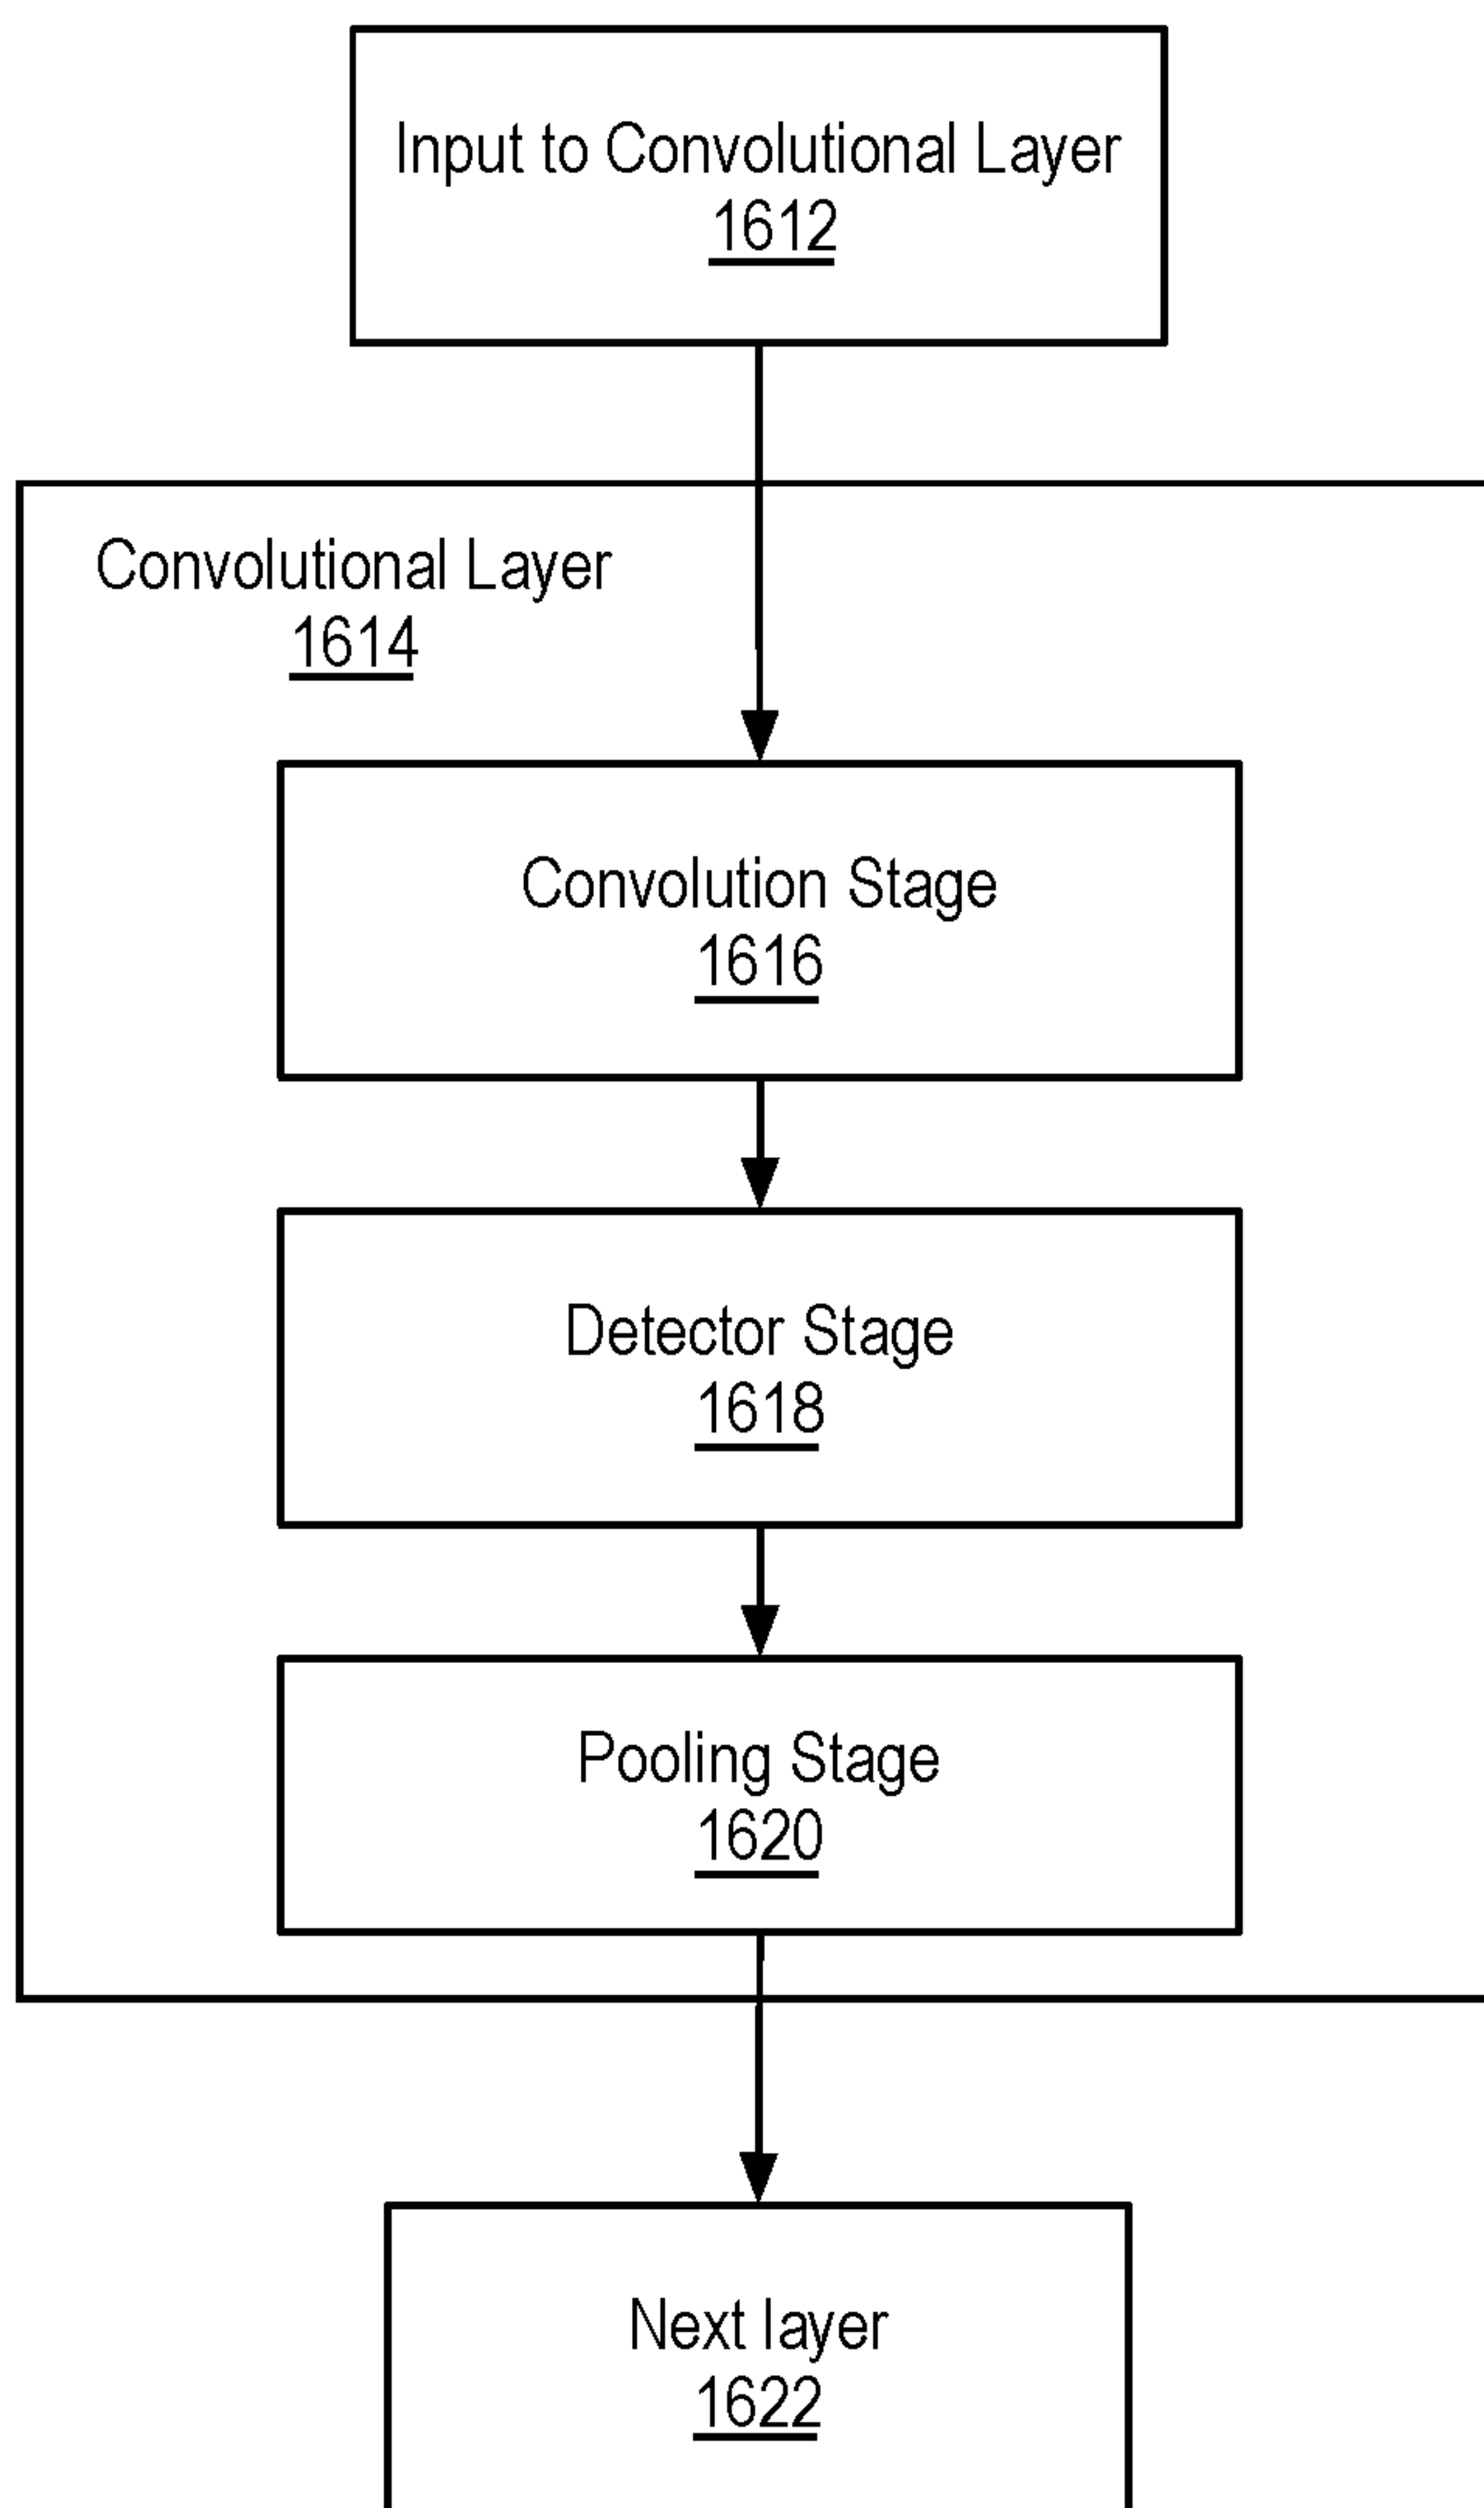 Input to Convolutional Layer
1612
Convolutional Layer
1614
Convolution Stage
1616
Detector Stage
1618
Pooling Stage
1620
Next layer
1622